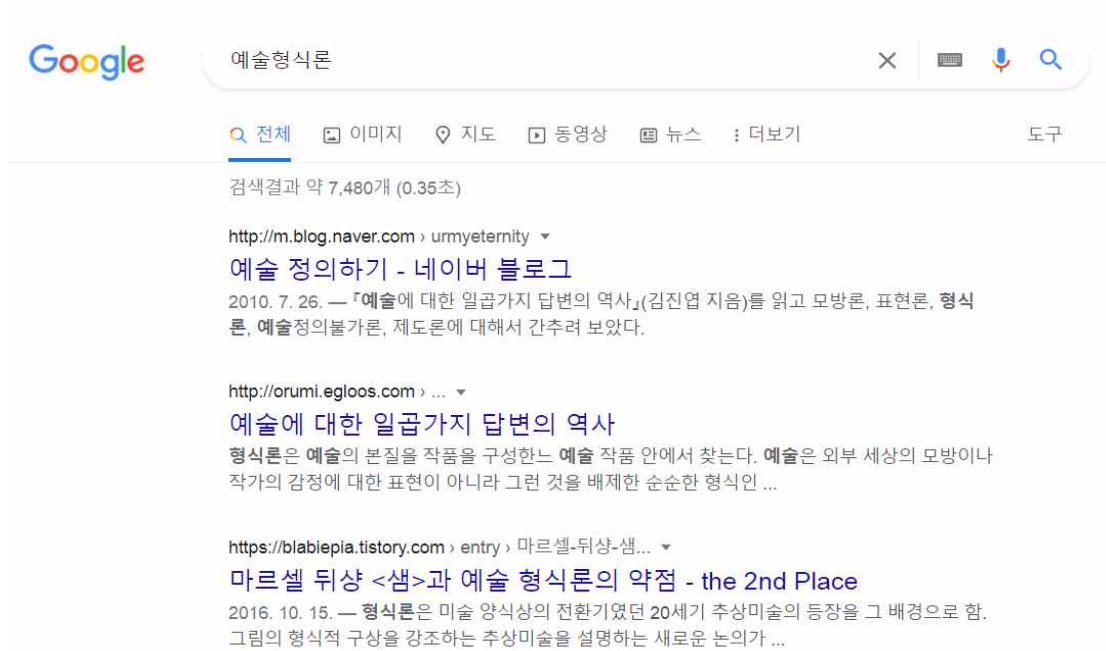 Google 예술형식론
전체 이미지 지도 동영상 뉴스 더보기 도구
검색결과 약 7,480개 (0.35초)
http://m.blog.naver.com › urmyeternity
예술 정의하기 - 네이버 블로그
2010. 7. 26. — 『예술에 대한 일곱가지 답변의 역사』(김진엽 지음)를 읽고 모방론, 표현론, 형식
론, 예술정의불가론, 제도론에 대해서 간추려 보았다.
http://orumi.egloos.com › ...
예술에 대한 일곱가지 답변의 역사
형식론은 예술의 본질을 작품을 구성한느 예술 작품 안에서 찾는다. 예술은 외부 세상의 모방이나
작가의 감정에 대한 표현이 아니라 그런 것을 배제한 순순한 형식인 ...
https://blabiepia.tistory.com › entry › 마르셀-뒤샹-샘...
마르셀 뒤샹 <샘>과 예술 형식론의 약점 - the 2nd Place
2016. 10. 15. — 형식론은 미술 양식상의 전환기였던 20세기 추상미술의 등장을 그 배경으로 함.
그림의 형식적 구상을 강조하는 추상미술을 설명하는 새로운 논의가 ...